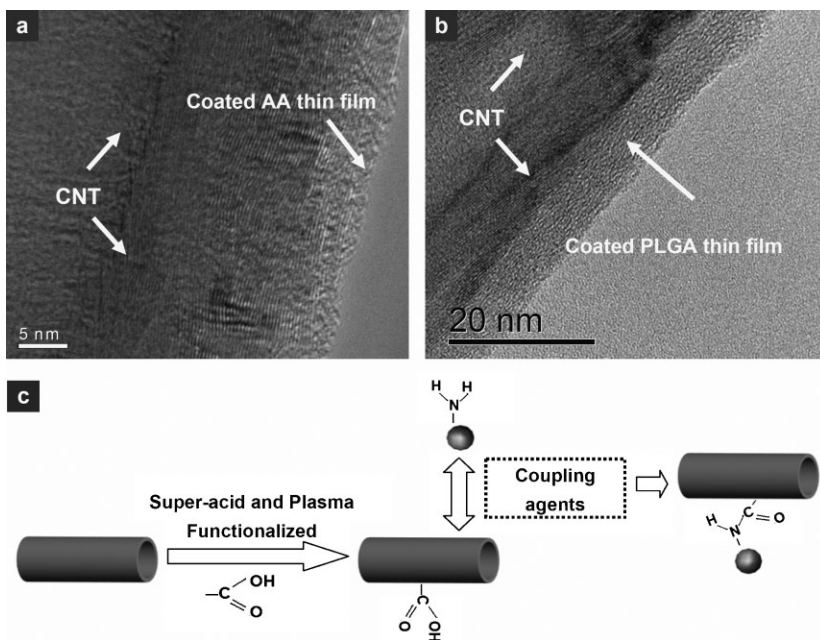 a
Coated AA thin film
CNT
5 nm
b
CNT
Coated PLGA thin film
20 nm
c
Super-acid and Plasma
Functionalized
C
OH
O
H
H
N
Coupling
agents
C
O
OH
H
N
C
O